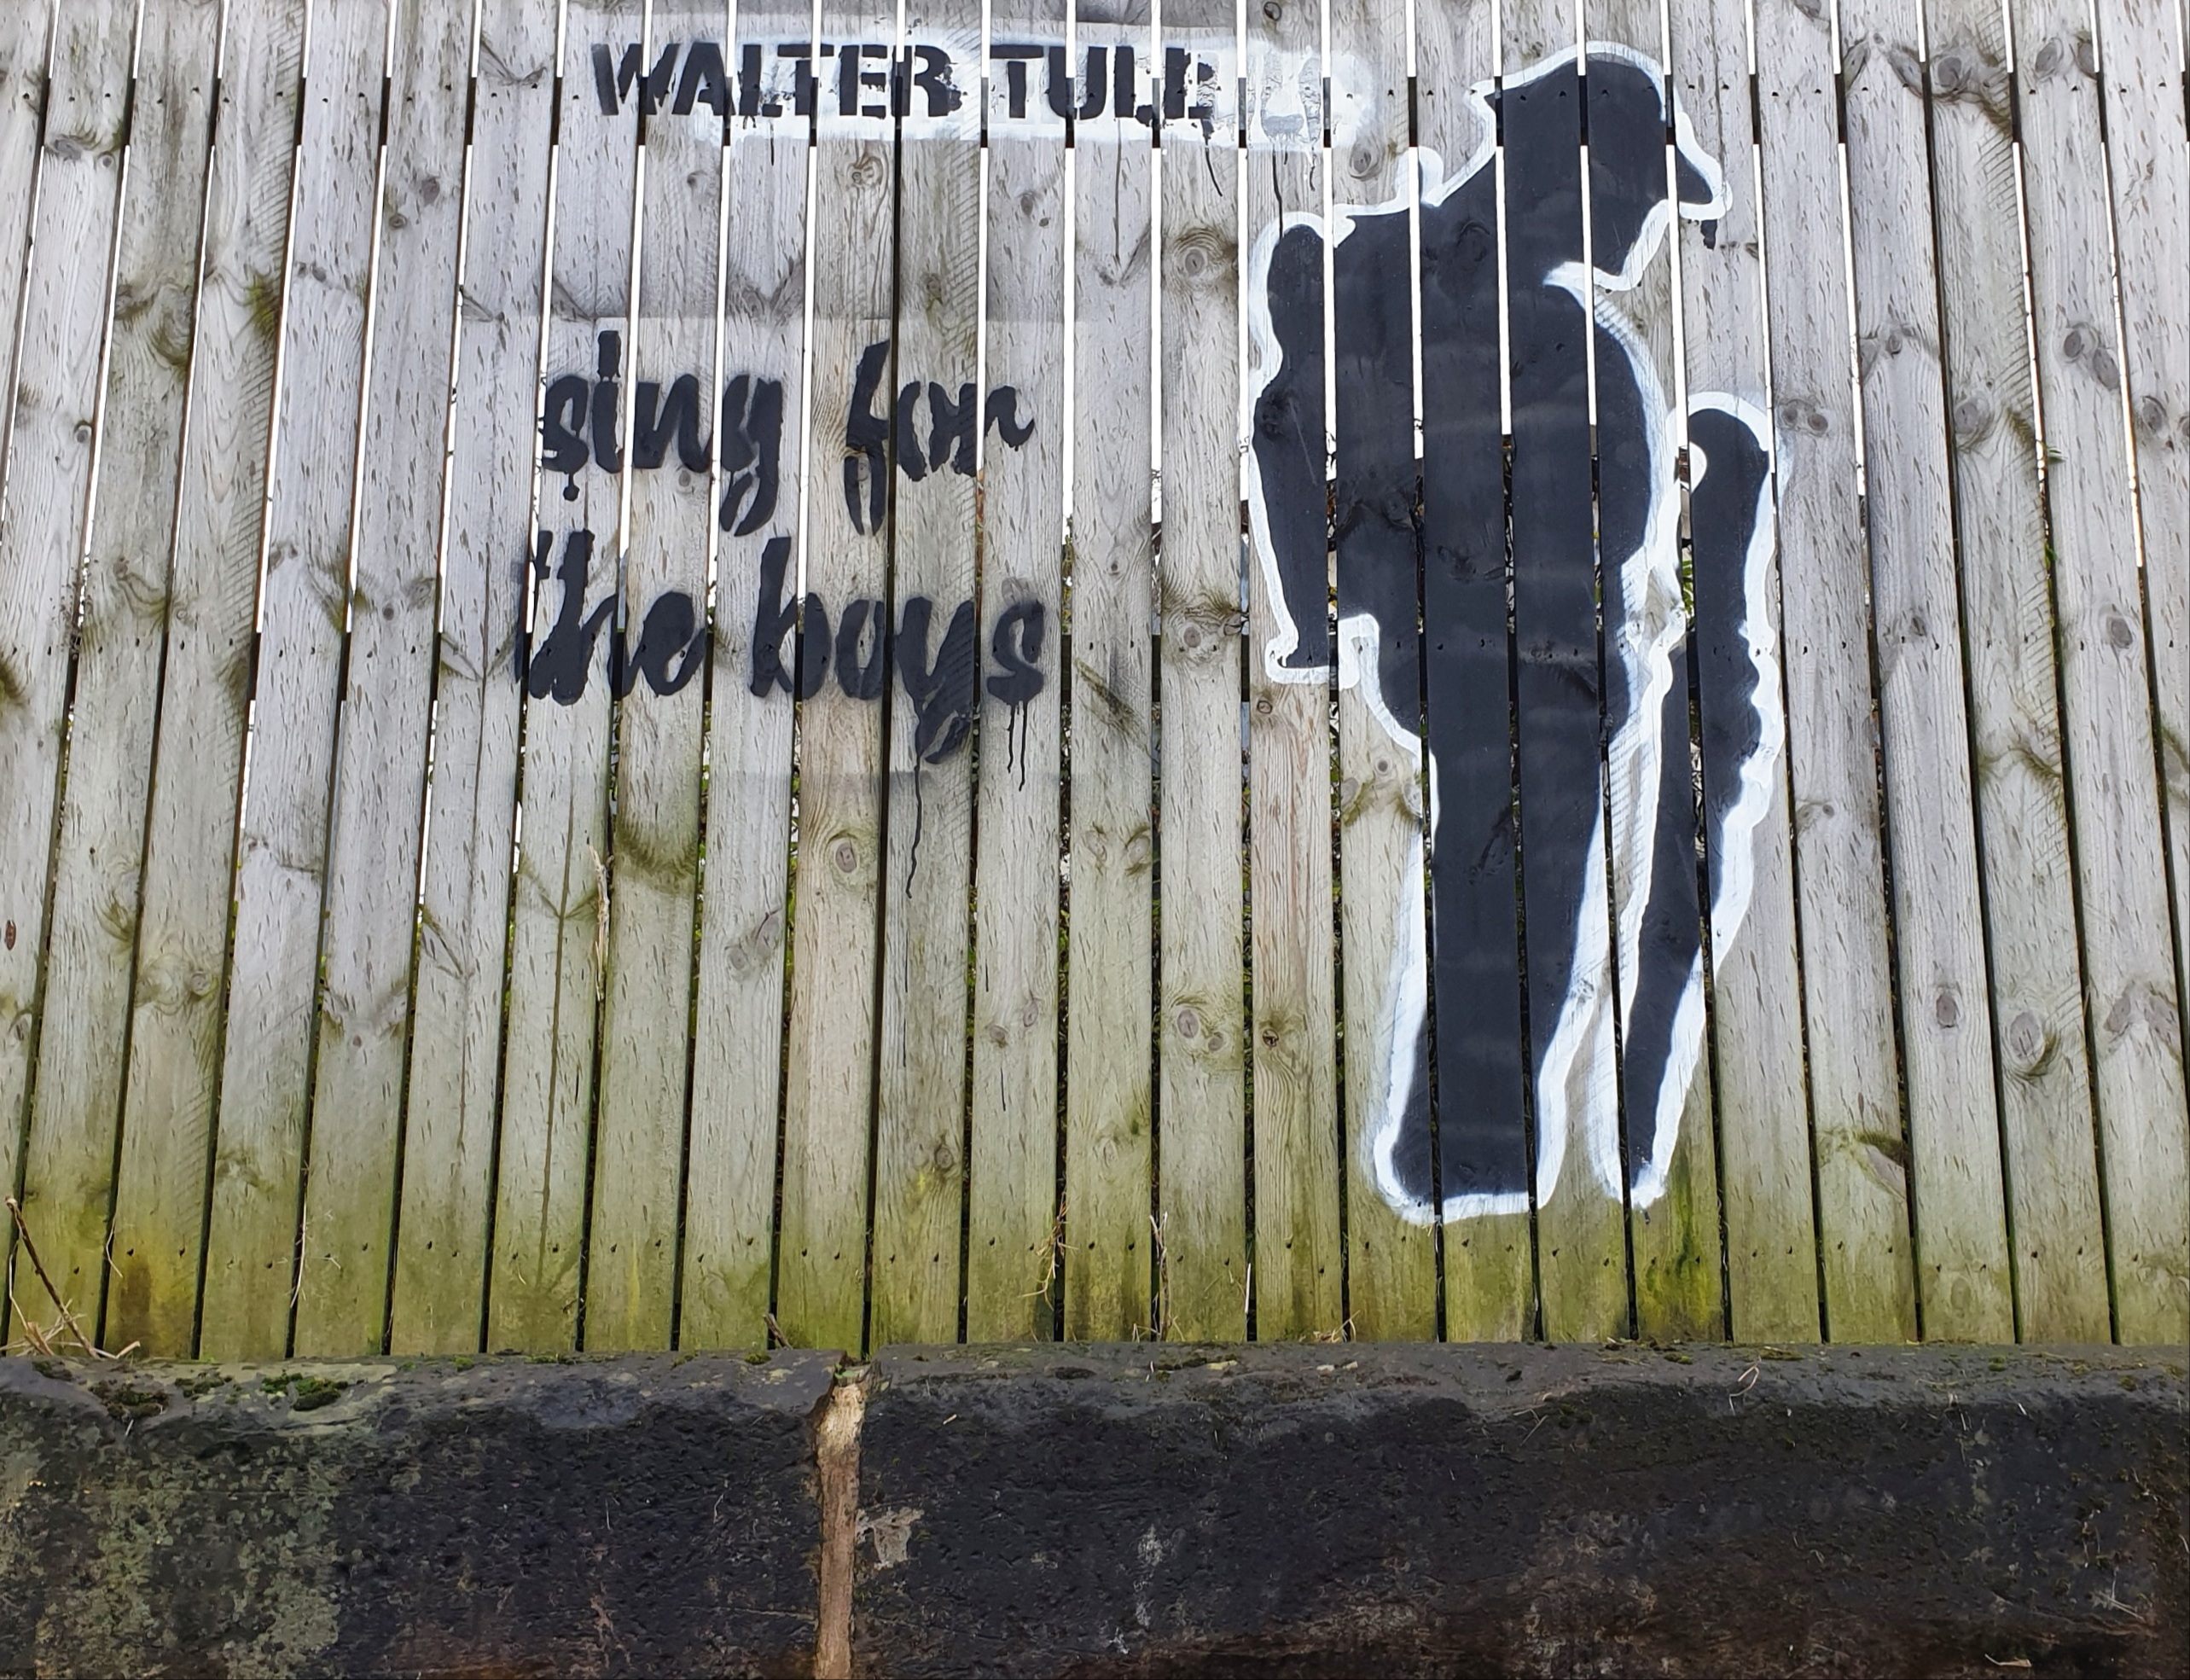 WALTER TULL
sing for
the boys